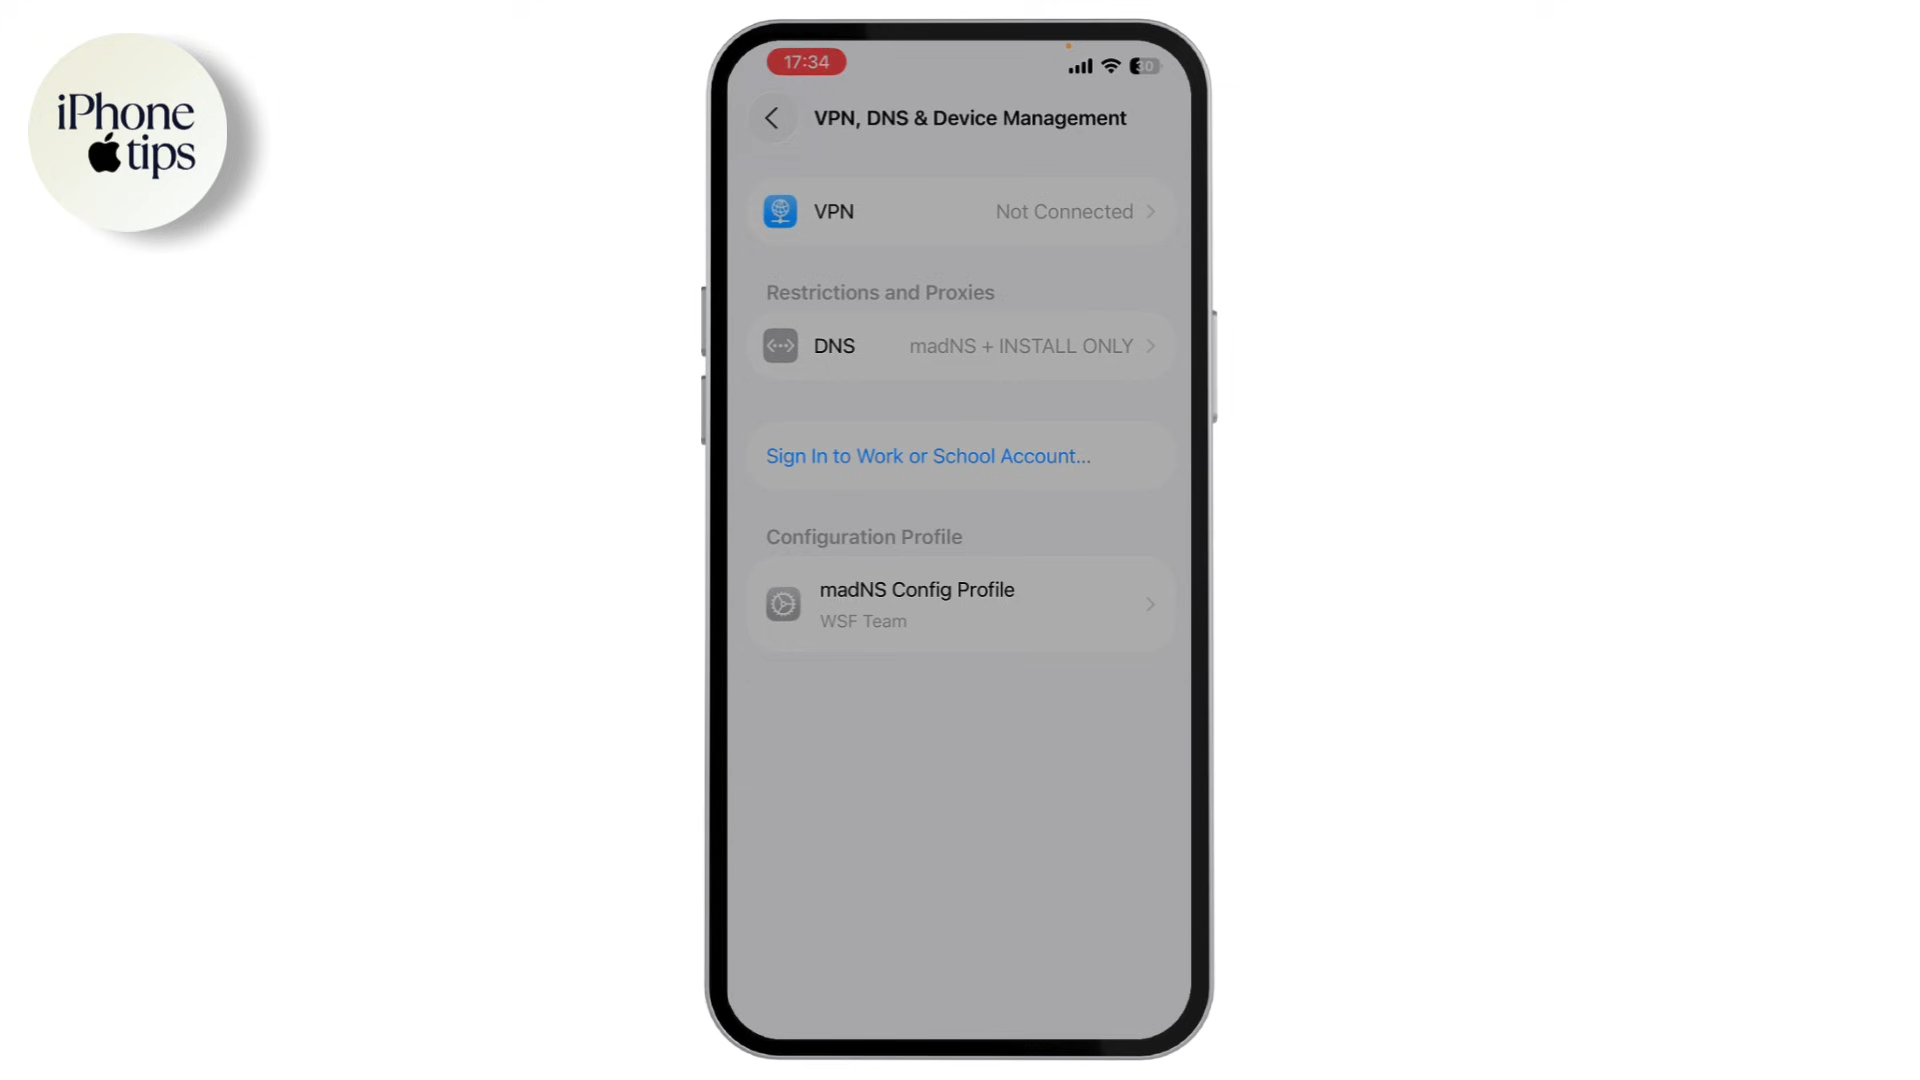 iPhone
tips
17:34
30
VPN, DNS & Device Management
VPN Not Connected
Restrictions and Proxies
DNS madNS + INSTALL ONLY
Sign In to Work or School Account...
Configuration Profile
madNS Config Profile
WSF Team